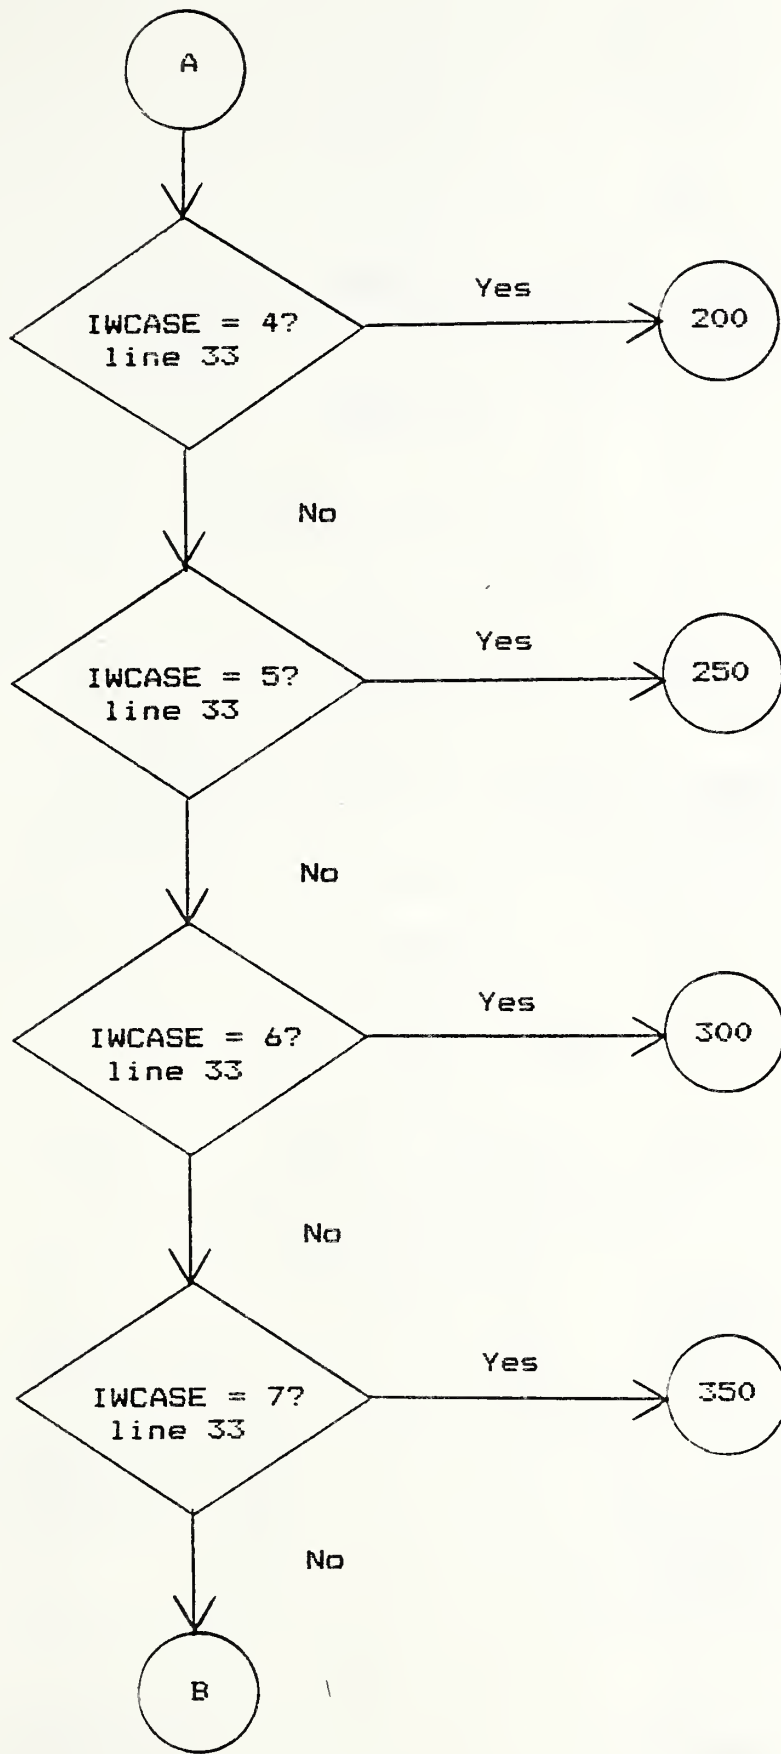 A
IWCASE = 4?
line 33
Yes
200
No
IWCASE = 5?
line 33
Yes
250
No
IWCASE = 6?
line 33
Yes
300
No
IWCASE = 7?
line 33
Yes
350
No
B